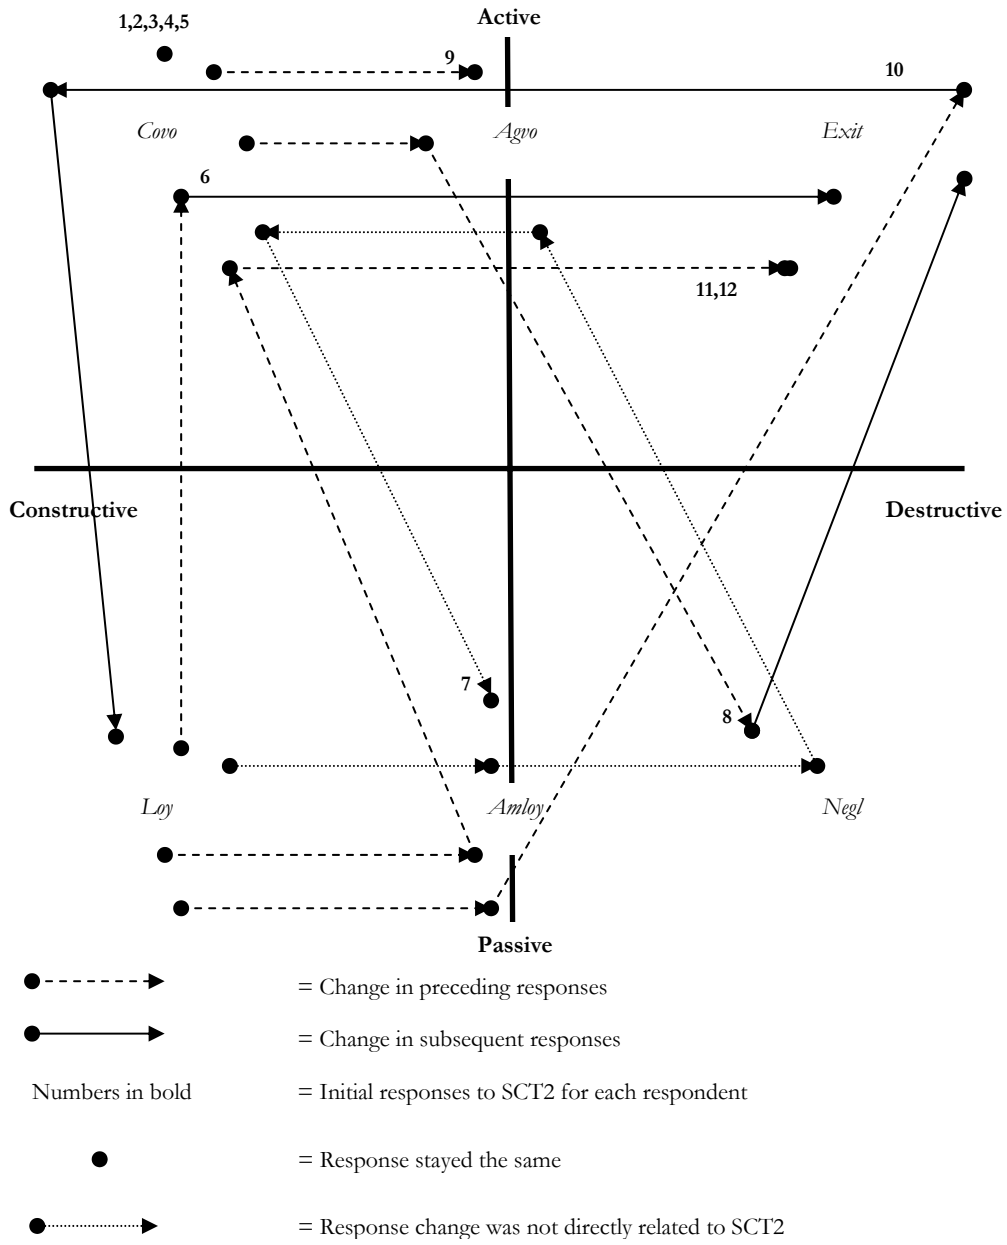 1,2,3,4,5
Active
9
10
Covo
Agvo
Exit
6
11,12
Constructive
Destructive
7
8
Loy
Amloy
Negl
Passive
= Change in preceding responses
= Change in subsequent responses
Numbers in bold = Initial responses to SCT2 for each respondent
= Response stayed the same
= Response change was not directly related to SCT2